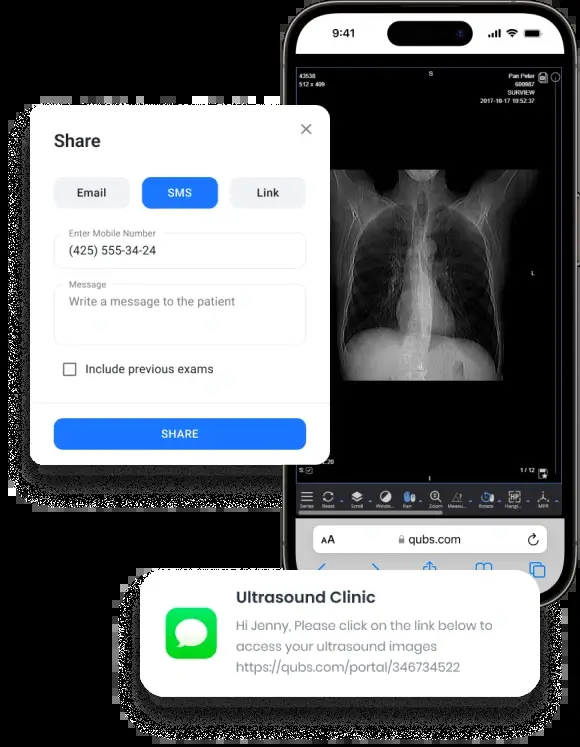 9:41
43538
512 x 409
S
Pan Peter
600987
SURVIEW
2017-10-17 10:52:37
Share
Email
SMS
Link
Enter Mobile Number
(425) 555-34-24
L
Message
Write a message to the patient
Include previous exams
SHARE
S:
I
1 / 12
Series
Reset
Scroll
Windo...
Pan
Zoom
Measu...
Rotate
Hangi...
MPR
AA
qubs.com
Ultrasound Clinic
Hi Jenny, Please click on the link below to
access your ultrasound images
https://qubs.com/portal/346734522